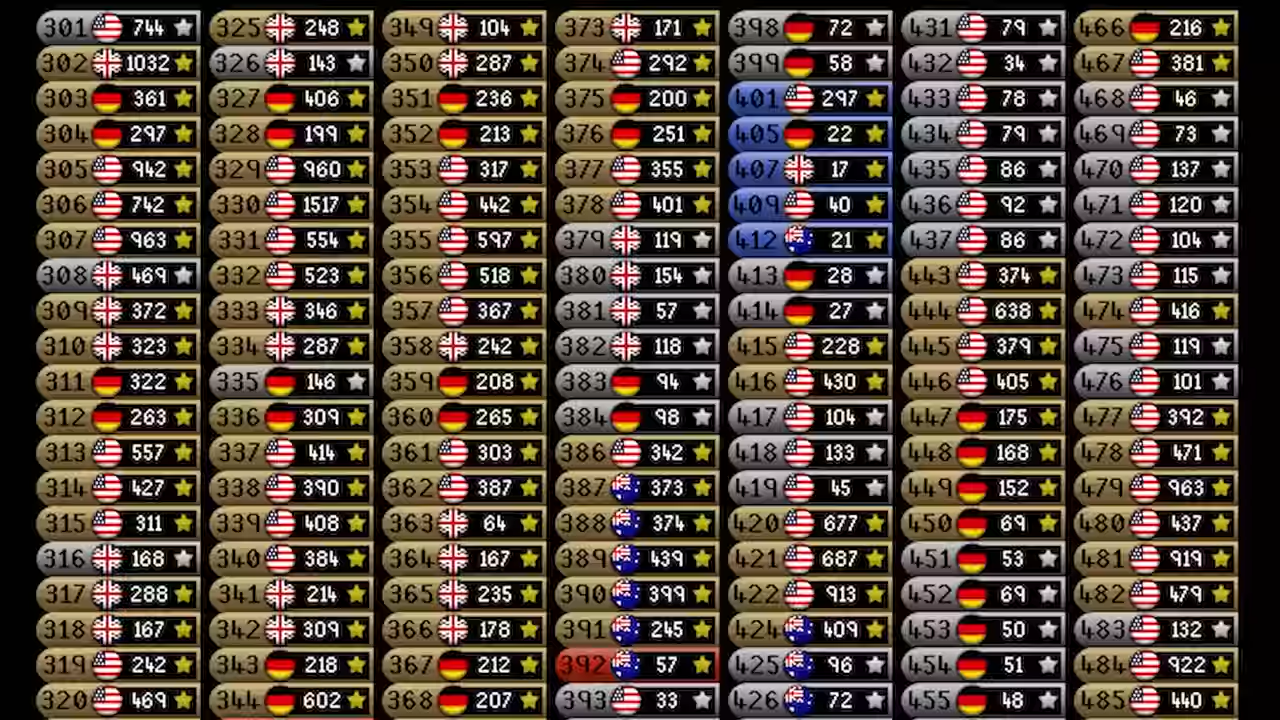 301 744 325 248 349 104 373 171 398 72 431 79 466 216
302 1032 326 143 350 287 374 292 399 58 432 34 467 381
303 361 327 406 351 236 375 200 401 297 433 78 468 46
304 297 328 199 352 213 376 251 405 22 434 79 469 73
305 942 329 960 353 317 377 355 407 17 435 86 470 137
306 742 330 1517 354 442 378 401 409 40 436 92 471 120
307 963 331 554 355 597 379 119 412 21 437 86 472 104
308 469 332 523 356 518 380 154 413 28 443 374 473 115
309 372 333 346 357 367 381 57 414 27 444 638 474 416
310 323 334 287 358 242 382 118 415 228 445 379 475 119
311 322 335 146 359 208 383 94 416 430 446 405 476 101
312 263 336 309 360 265 384 98 417 104 447 175 477 392
313 557 337 414 361 303 386 342 418 133 448 168 478 471
314 427 338 390 362 387 387 373 419 45 449 152 479 963
315 311 339 408 363 64 388 374 420 677 450 69 480 437
316 168 340 384 364 167 389 439 421 687 451 53 481 919
317 288 341 214 365 235 390 399 422 913 452 69 482 479
318 167 342 309 366 178 391 245 424 409 453 50 483 132
319 242 343 218 367 212 392 57 425 96 454 51 484 922
320 469 344 602 368 207 393 33 426 72 455 48 485 440